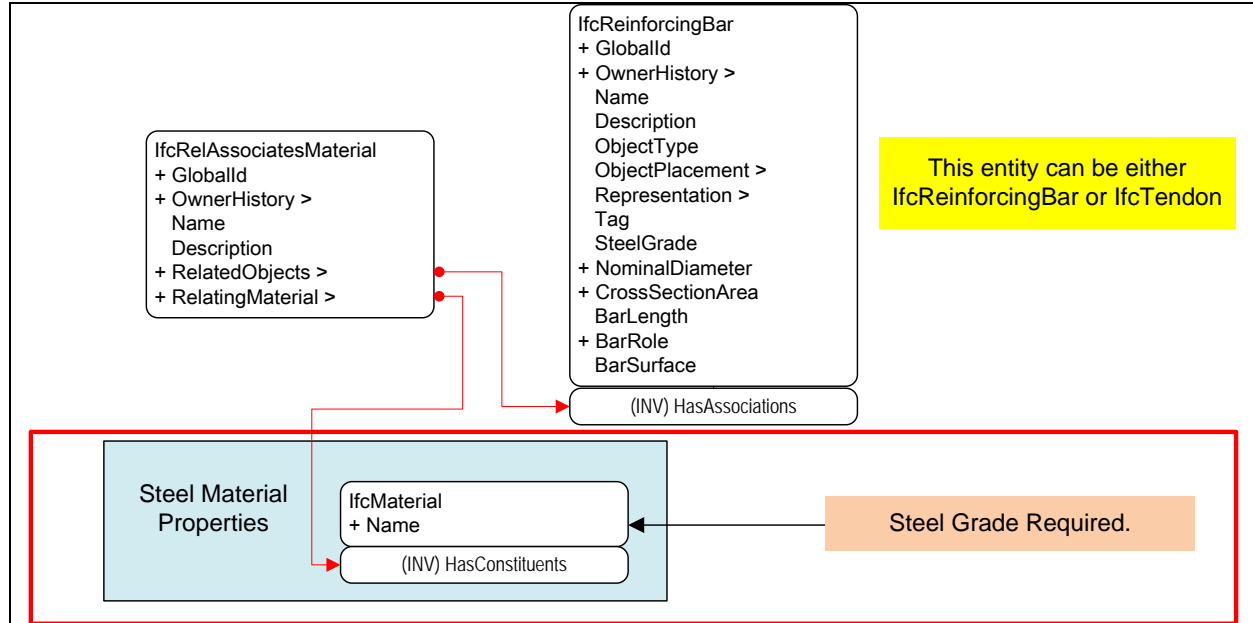 IfcReinforcingBar
+ GlobalId
+ OwnerHistory >
Name
Description
ObjectType
ObjectPlacement >
Representation >
Tag
SteelGrade
+ NominalDiameter
+ CrossSectionArea
BarLength
+ BarRole
BarSurface
(INV) HasAssociations
IfcRelAssociatesMaterial
+ GlobalId
+ OwnerHistory >
Name
Description
+ RelatedObjects >
+ RelatingMaterial >
This entity can be either
IfcReinforcingBar or IfcTendon
Steel Material
Properties
IfcMaterial
+ Name
(INV) HasConstituents
Steel Grade Required.